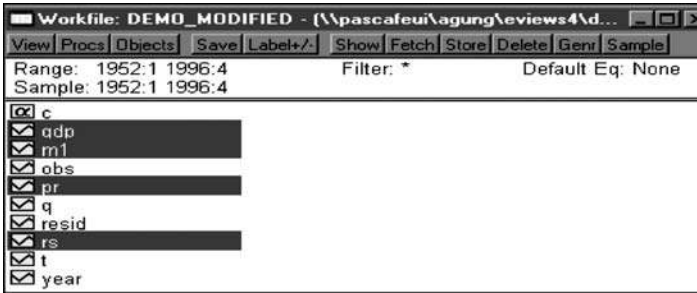 Workfile: DEMO_MODIFIED - (\\pascafeui\agung\eviews4\d...
View Procs Objects Save Label+/- Show Fetch Store Delete Genr Sample
Range: 1952:1 1996:4 Filter: * Default Eq: None
Sample: 1952:1 1996:4
c
gdp
m1
obs
pr
q
resid
rs
t
year